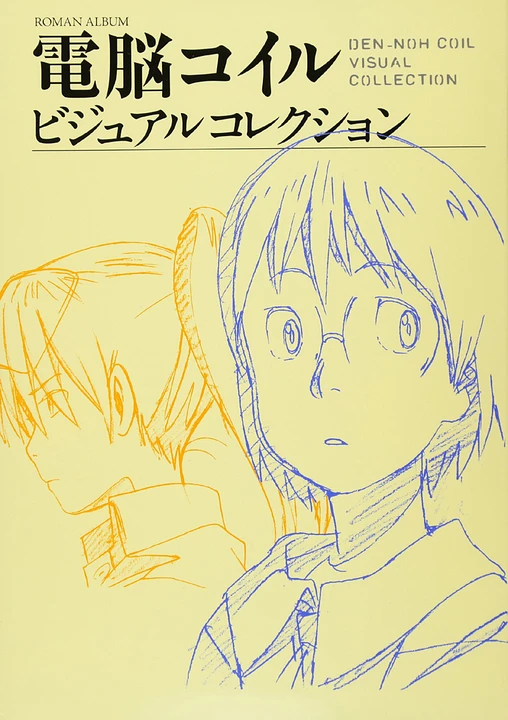 ROMAN ALBUM
電脳コイル
DEN-NOH COIL
VISUAL
COLLECTION
ビジュアルコレクション